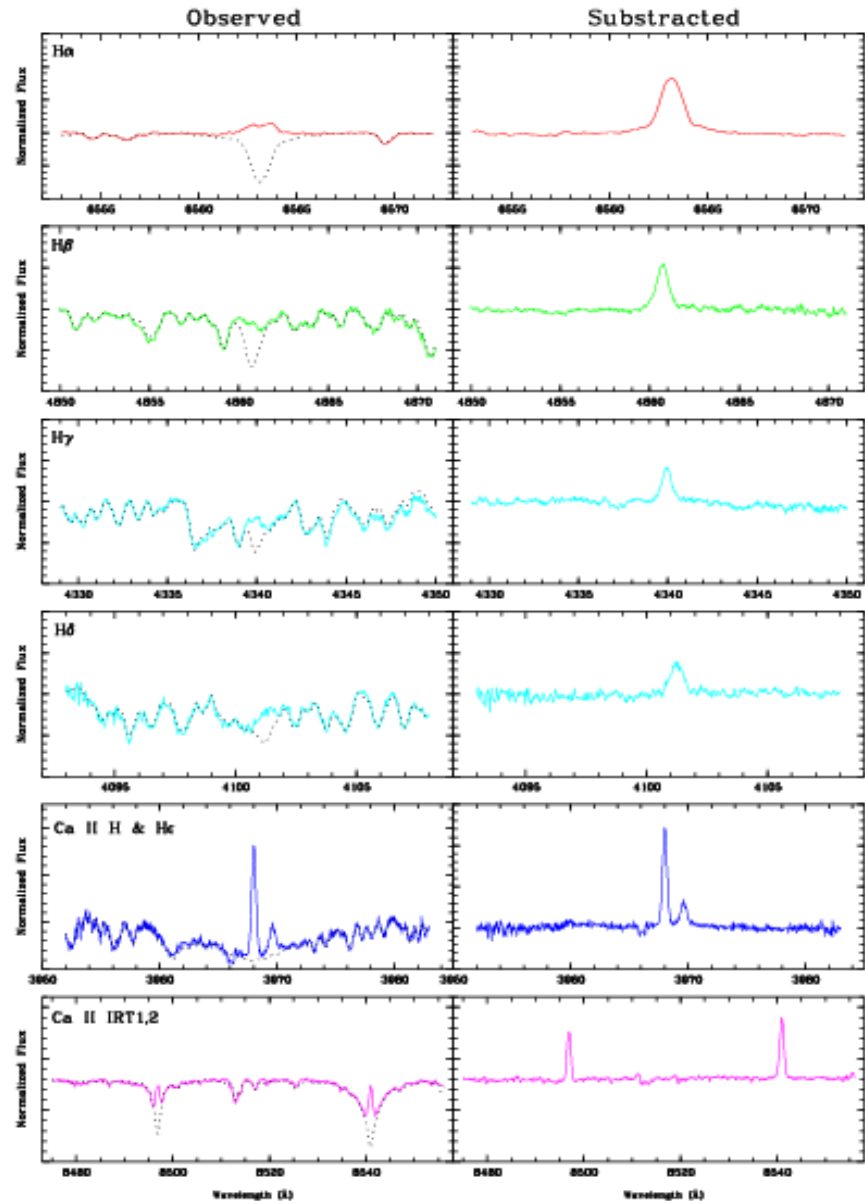 Observed
Substracted
Normalized Flux
Hα
6555 6560 6565 6570
6555 6560 6565 6570
Normalized Flux
Hβ
4850 4855 4860 4865 4870
4850 4855 4860 4865 4870
Normalized Flux
Hγ
4330 4335 4340 4345 4350
4330 4335 4340 4345 4350
Normalized Flux
Hδ
4095 4100 4105
4095 4100 4105
Normalized Flux
Ca II H & Hε
3950 3960 3970 3980
3950 3960 3970 3980
Normalized Flux
Ca II IRT1,2
8480 8500 8520 8540
8480 8500 8520 8540
Wavelength (Å)
Wavelength (Å)